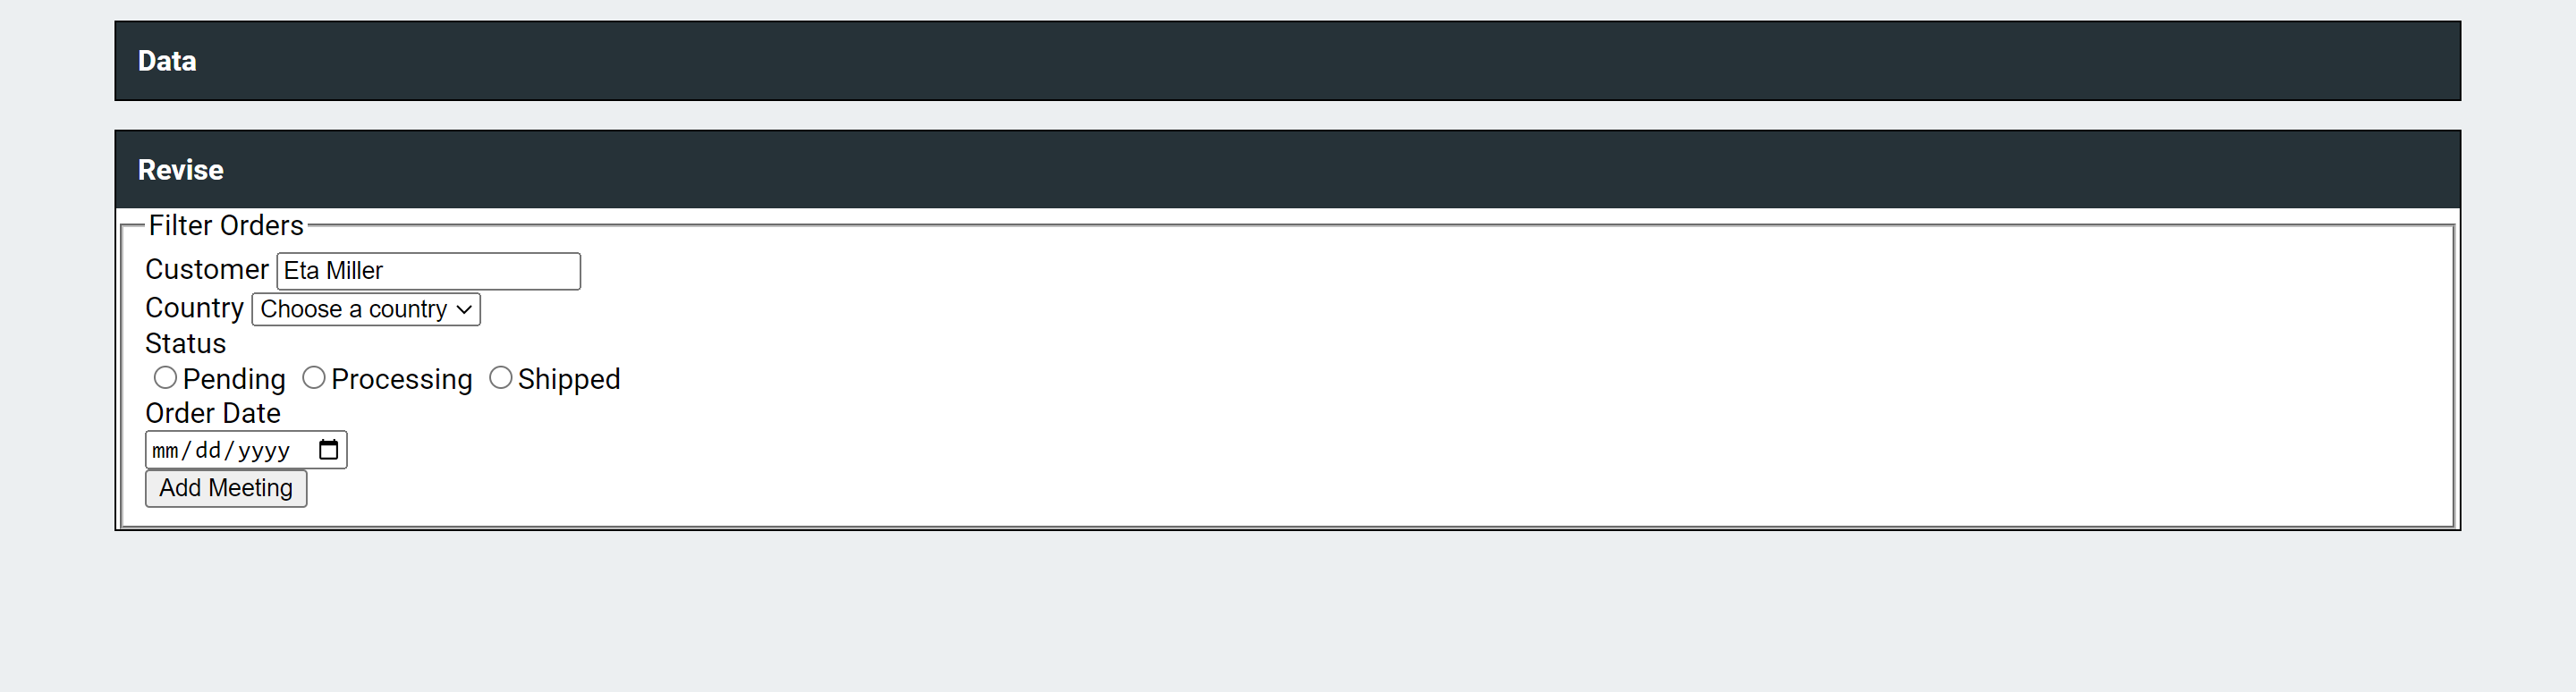 Data
Revise
Filter Orders
Customer Eta Miller
Country Choose a country
Status
Pending Processing Shipped
Order Date
mm/dd/yyyy
Add Meeting